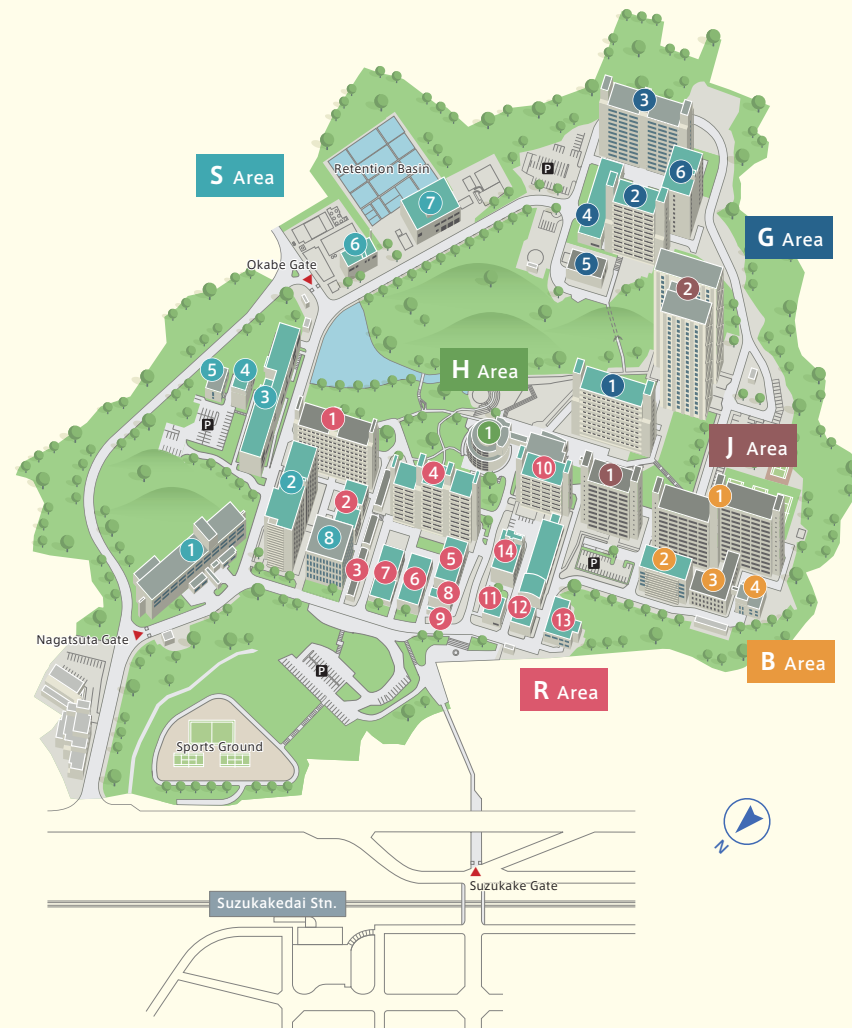 3
Retention Basin
P
6
S Area
2
7
4
G Area
6
5
Okabe Gate
2
H Area
5
4
1
3
P
1
1
J Area
4
10
1
2
1
2
8
14
1
P
2
5
3
7
6
3
4
8
11
12
9
13
Nagatsuta Gate
B Area
P
R Area
Sports Ground
N
Suzukake Gate
Suzukakedai Stn.